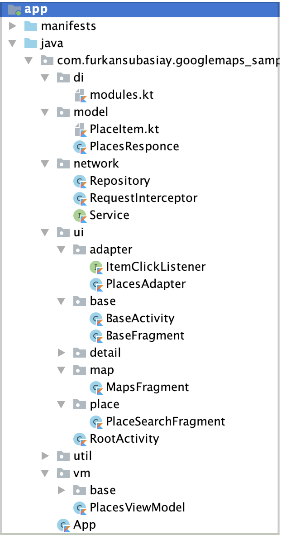 app
manifests
java
com.furkansubasiay.googlemaps_samp
di
modules.kt
model
PlaceItem.kt
PlacesResponce
network
Repository
RequestInterceptor
Service
ui
adapter
ItemClickListener
PlacesAdapter
base
BaseActivity
BaseFragment
detail
map
MapsFragment
place
PlaceSearchFragment
RootActivity
util
vm
base
PlacesViewModel
App